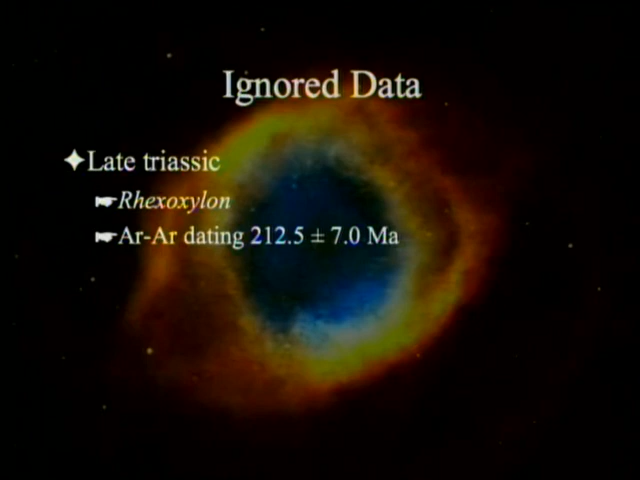 Ignored Data
Late triassic
Rhexoxylon
Ar-Ar dating 212.5 ± 7.0 Ma